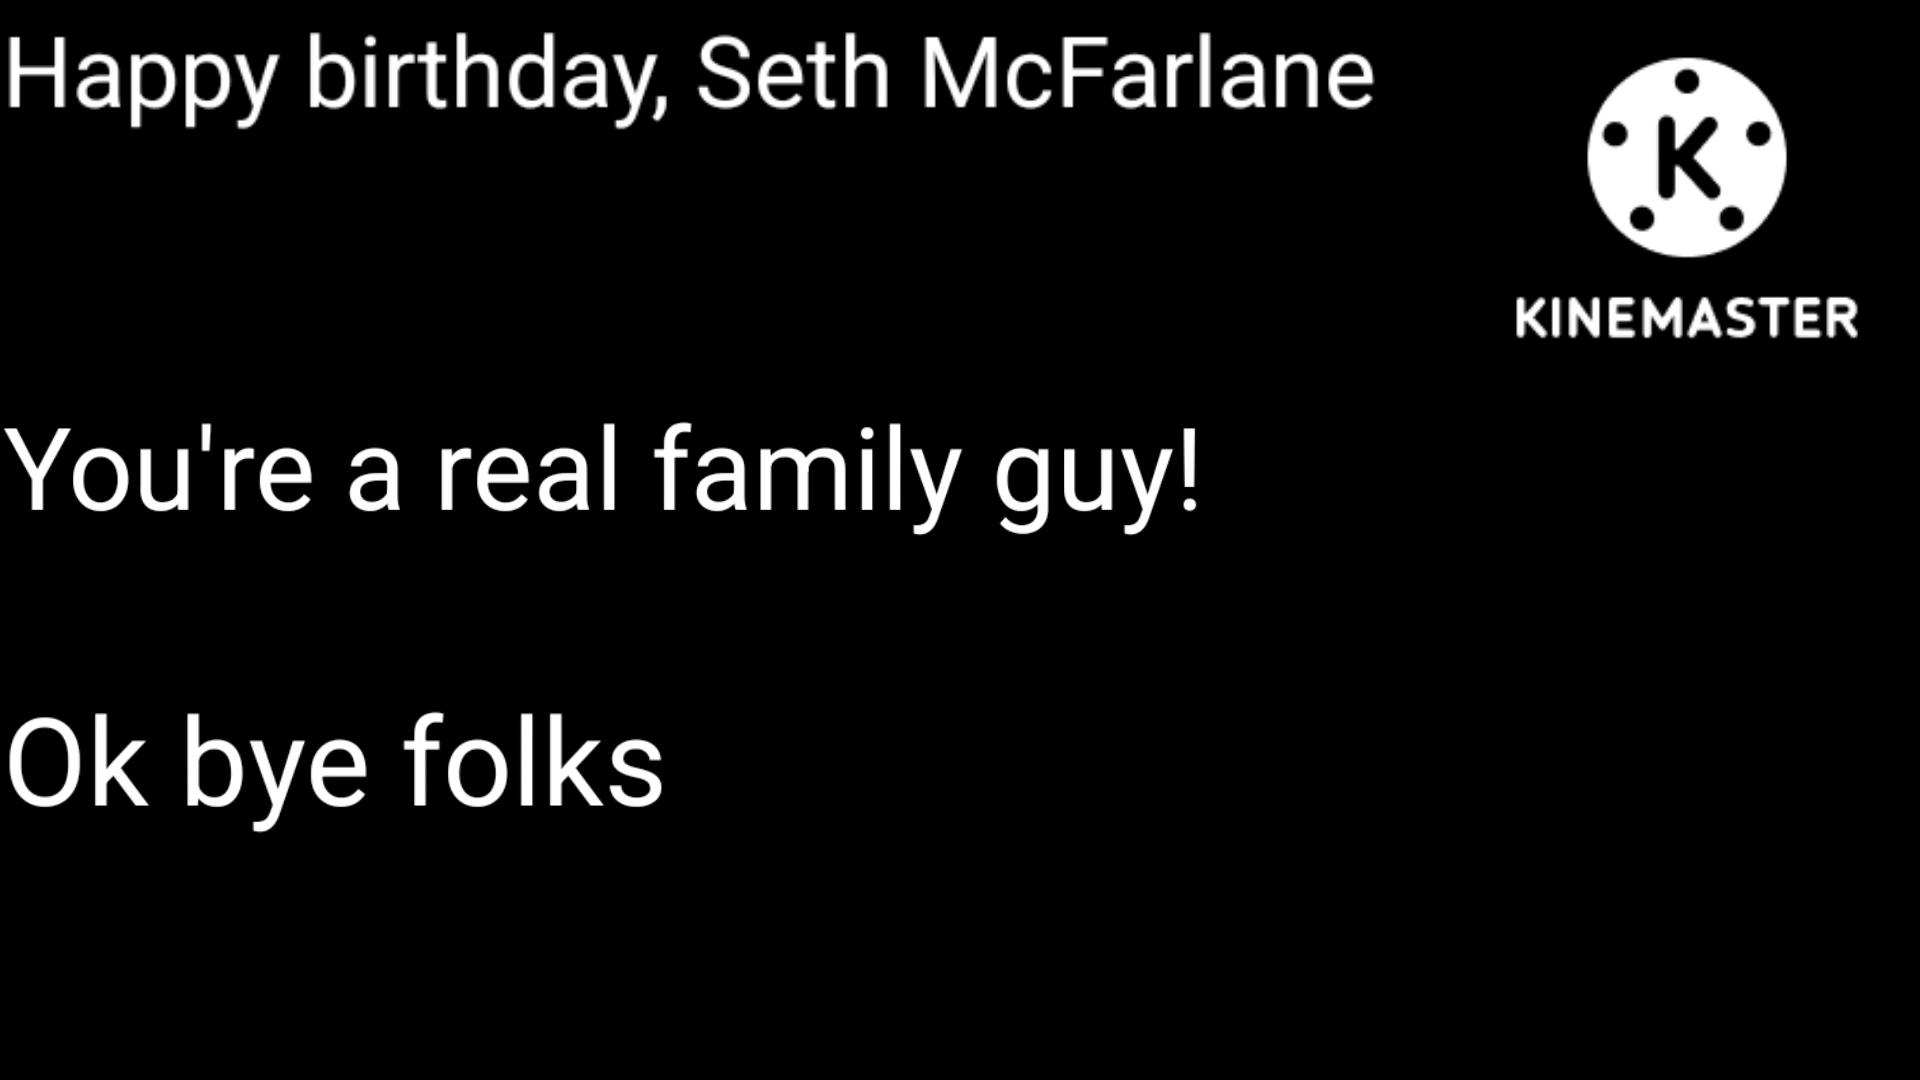 Happy birthday, Seth McFarlane
K
KINEMASTER
You're a real family guy!
Ok bye folks